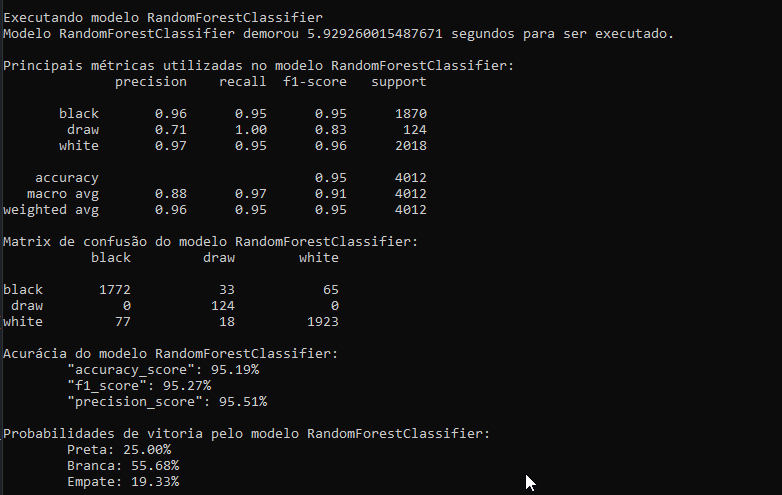 Executando modelo RandomForestClassifier
Modelo RandomForestClassifier demorou 5.929260015487671 segundos para ser executado.
Principais métricas utilizadas no modelo RandomForestClassifier:
precision recall f1-score support
black 0.96 0.95 0.95 1870
draw 0.71 1.00 0.83 124
white 0.97 0.95 0.96 2018
accuracy 0.95 4012
macro avg 0.88 0.97 0.91 4012
weighted avg 0.96 0.95 0.95 4012
Matrix de confusão do modelo RandomForestClassifier:
black draw white
black 1772 33 65
draw 0 124 0
white 77 18 1923
Acurácia do modelo RandomForestClassifier:
"accuracy_score": 95.19%
"f1_score": 95.27%
"precision_score": 95.51%
Probabilidades de vitoria pelo modelo RandomForestClassifier:
Preta: 25.00%
Branca: 55.68%
Empate: 19.33%